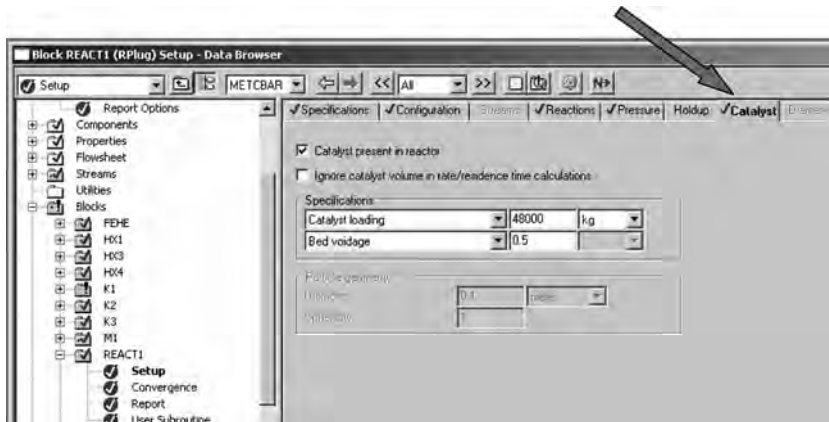 Block REACT1 (RPlug) Setup - Data Browser
Setup METCBAR << All >> N>
Report Options
Components
Properties
Flowsheet
Streams
Utilities
Blocks
FEHE
HX1
HX3
HX4
K1
K2
K3
M1
REACT1
Setup
Convergence
Report
User Subroutine
Specifications Configuration Streams Reactions Pressure Holdup Catalyst
Catalyst present in reactor
Ignore catalyst volume in rate/residence time calculations
Specifications
Catalyst loading 48000 kg
Bed voidage 0.5
Particle geometry
Diameter 0.1 meter